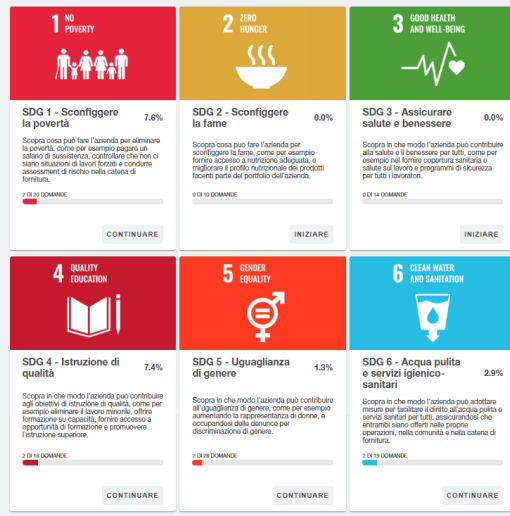 1 NO
POVERTY
SDG 1 - Sconfiggere
la povertà
7.6%
Scopra cosa può fare l'azienda per eliminare
la povertà, come per esempio pagare un
salario di sussistenza, controllare che non ci
siano situazioni di lavori forzati e condurre
assessment di rischio nella catena di
fornitura.
2 DI 20 DOMANDE
CONTINUARE
2 ZERO
HUNGER
SDG 2 - Sconfiggere
la fame
0.0%
Scopra cosa può fare l'azienda per
sconfiggere la fame, come per esempio
fornire accesso a nutrizione adeguata, e
migliorare il profilo nutrizionale dei prodotti
facenti parte del portfolio dell'azienda.
0 DI 10 DOMANDE
INIZIARE
3 GOOD HEALTH
AND WELL-BEING
SDG 3 - Assicurare
salute e benessere
0.0%
Scopra in che modo l'azienda può contribuire
alla salute e il benessere per tutti, come per
esempio nel fornire copertura sanitaria e
salute sul lavoro e programmi di sicurezza
per tutti i lavoratori.
0 DI 14 DOMANDE
INIZIARE
4 QUALITY
EDUCATION
SDG 4 - Istruzione di
qualità
7.4%
Scopra in che modo l'azienda può contribuire
agli obiettivi di istruzione di qualità, come per
esempio eliminare il lavoro minorile, offrire
formazione su capacità, fornire accesso a
opportunità di formazione e promuovere
l'istruzione superiore.
2 DI 18 DOMANDE
CONTINUARE
5 GENDER
EQUALITY
SDG 5 - Uguaglianza
di genere
1.3%
Scopra in che modo l'azienda può contribuire
all'uguaglianza di genere, come per esempio
aumentando la rappresentanza di donne, e
occupandosi delle denunce per
discriminazione di genere.
2 DI 28 DOMANDE
CONTINUARE
6 CLEAN WATER
AND SANITATION
SDG 6 - Acqua pulita
e servizi igienico-
sanitari
2.9%
Scopra in che modo l'azienda può adottare
misure per facilitare il diritto all'acqua pulita e
servizi sanitari per tutti, assicurandosi che
entrambi siano offerti nelle proprie
operazioni, nella comunità e nella catena di
fornitura.
2 DI 19 DOMANDE
CONTINUARE